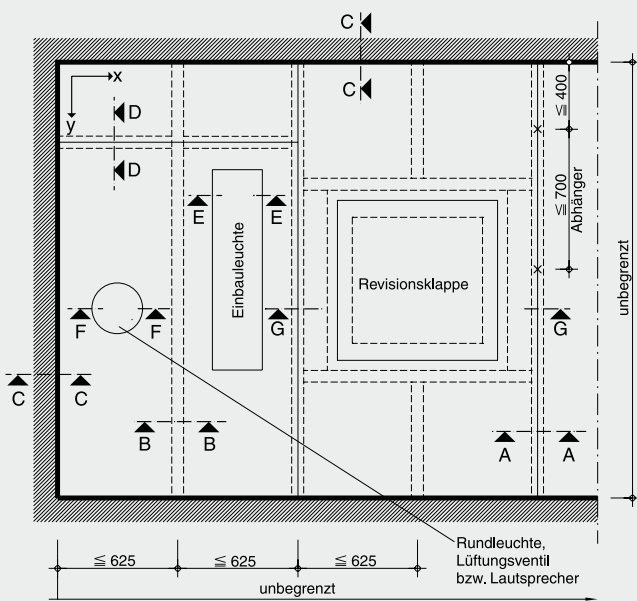 C
C
x
y
D
D
≦ 400
≦ 700
Abhänger
unbegrenzt
E
E
Einbauleuchte
Revisionsklappe
F
F
G
G
C
C
B
B
A
A
≦ 625
≦ 625
≦ 625
Rundleuchte,
Lüftungsventil
bzw. Lautsprecher
unbegrenzt